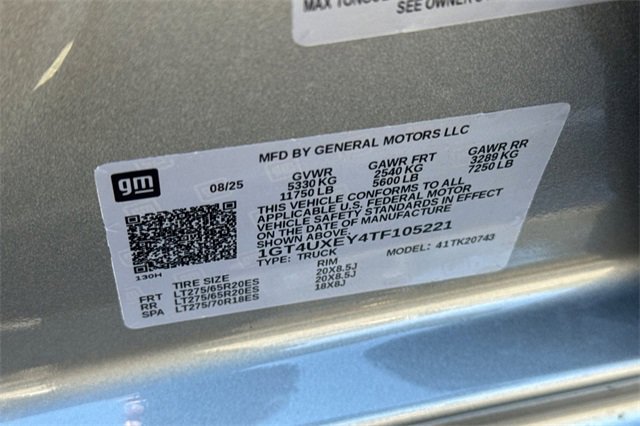 MAX TONGUE
SEE OWNER'S
gm
MFD BY GENERAL MOTORS LLC
08/25
GVWR GAWR FRT GAWR RR
5330 KG 2540 KG 3289 KG
11750 LB 5600 LB 7250 LB
THIS VEHICLE CONFORMS TO ALL
APPLICABLE U.S. FEDERAL MOTOR
VEHICLE SAFETY STANDARDS IN EFFECT
ON THE DATE OF MANUFACTURE
SHOWN ABOVE.
1GT4UXEY4TF105221
TYPE: TRUCK MODEL: 41TK20743
130H
TIRE SIZE RIM
FRT LT275/65R20ES 20X8.5J
RR LT275/65R20ES 20X8.5J
SPA LT275/70R18ES 18X8J